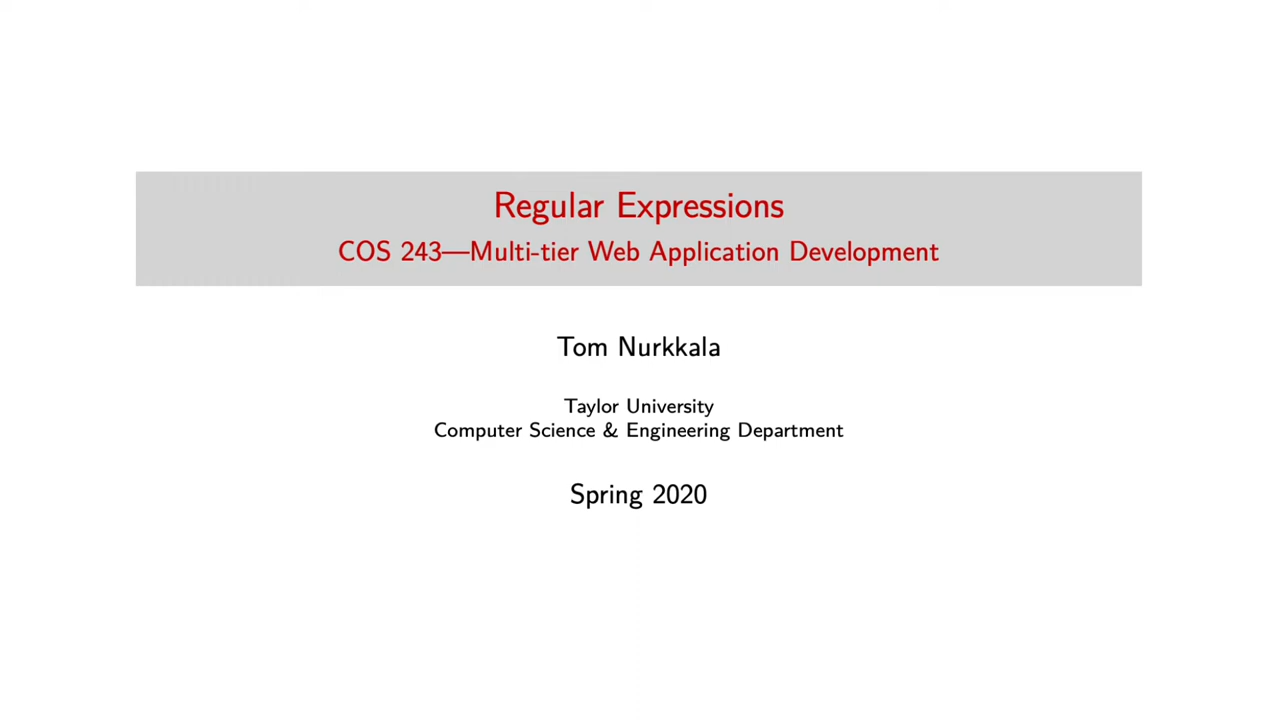 Regular Expressions
COS 243—Multi-tier Web Application Development
Tom Nurkkala
Taylor University
Computer Science & Engineering Department
Spring 2020